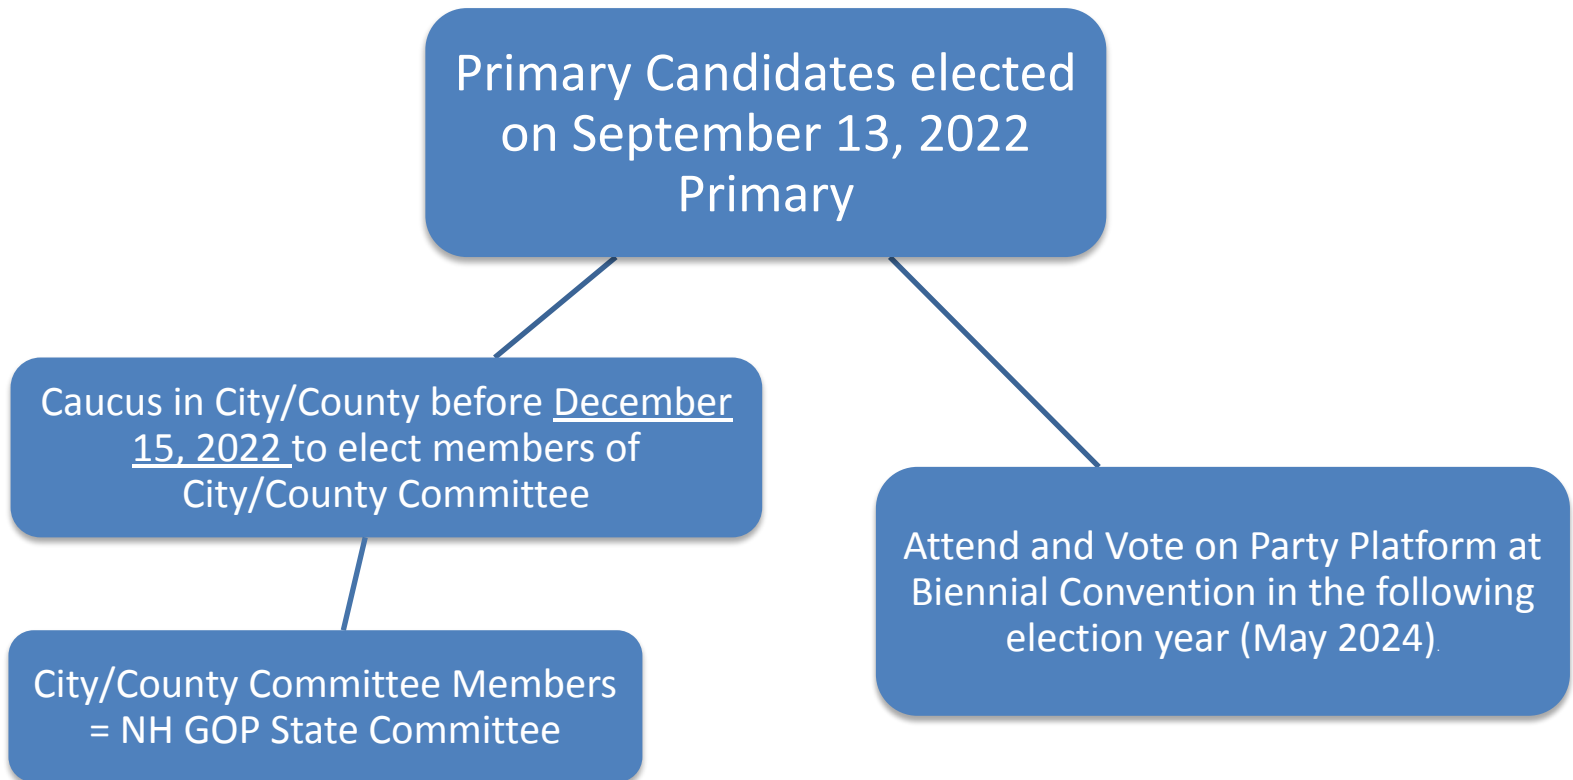 Primary Candidates elected
on September 13, 2022
Primary
Caucus in City/County before December
15, 2022 to elect members of
City/County Committee
Attend and Vote on Party Platform at
Biennial Convention in the following
election year (May 2024).
City/County Committee Members
= NH GOP State Committee